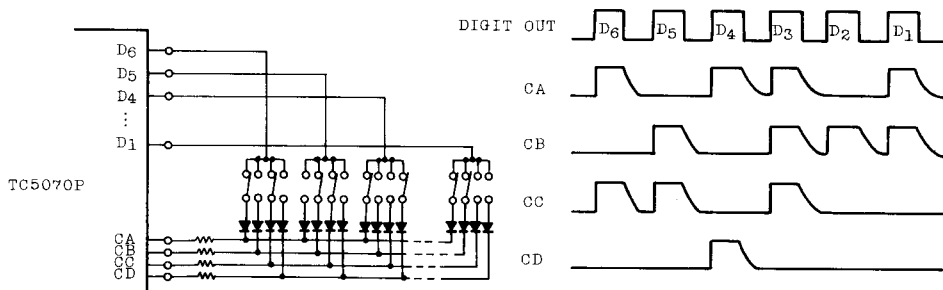 D6
D5
D4
⋮
D1
TC5070P
CA
CB
CC
CD
DIGIT OUT
D6 D5 D4 D3 D2 D1
CA
CB
CC
CD